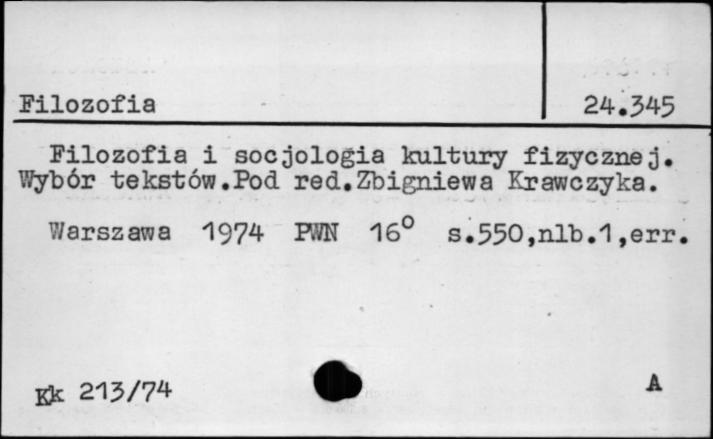 Filozofia 24.345
Filozofia i socjologia kultury fizycznej.
Wybór tekstów.Pod red.Zbigniewa Krawczyka.
Warszawa 1974 PWN 16° s.550,nlb.1,err.
Kk 213/74 A